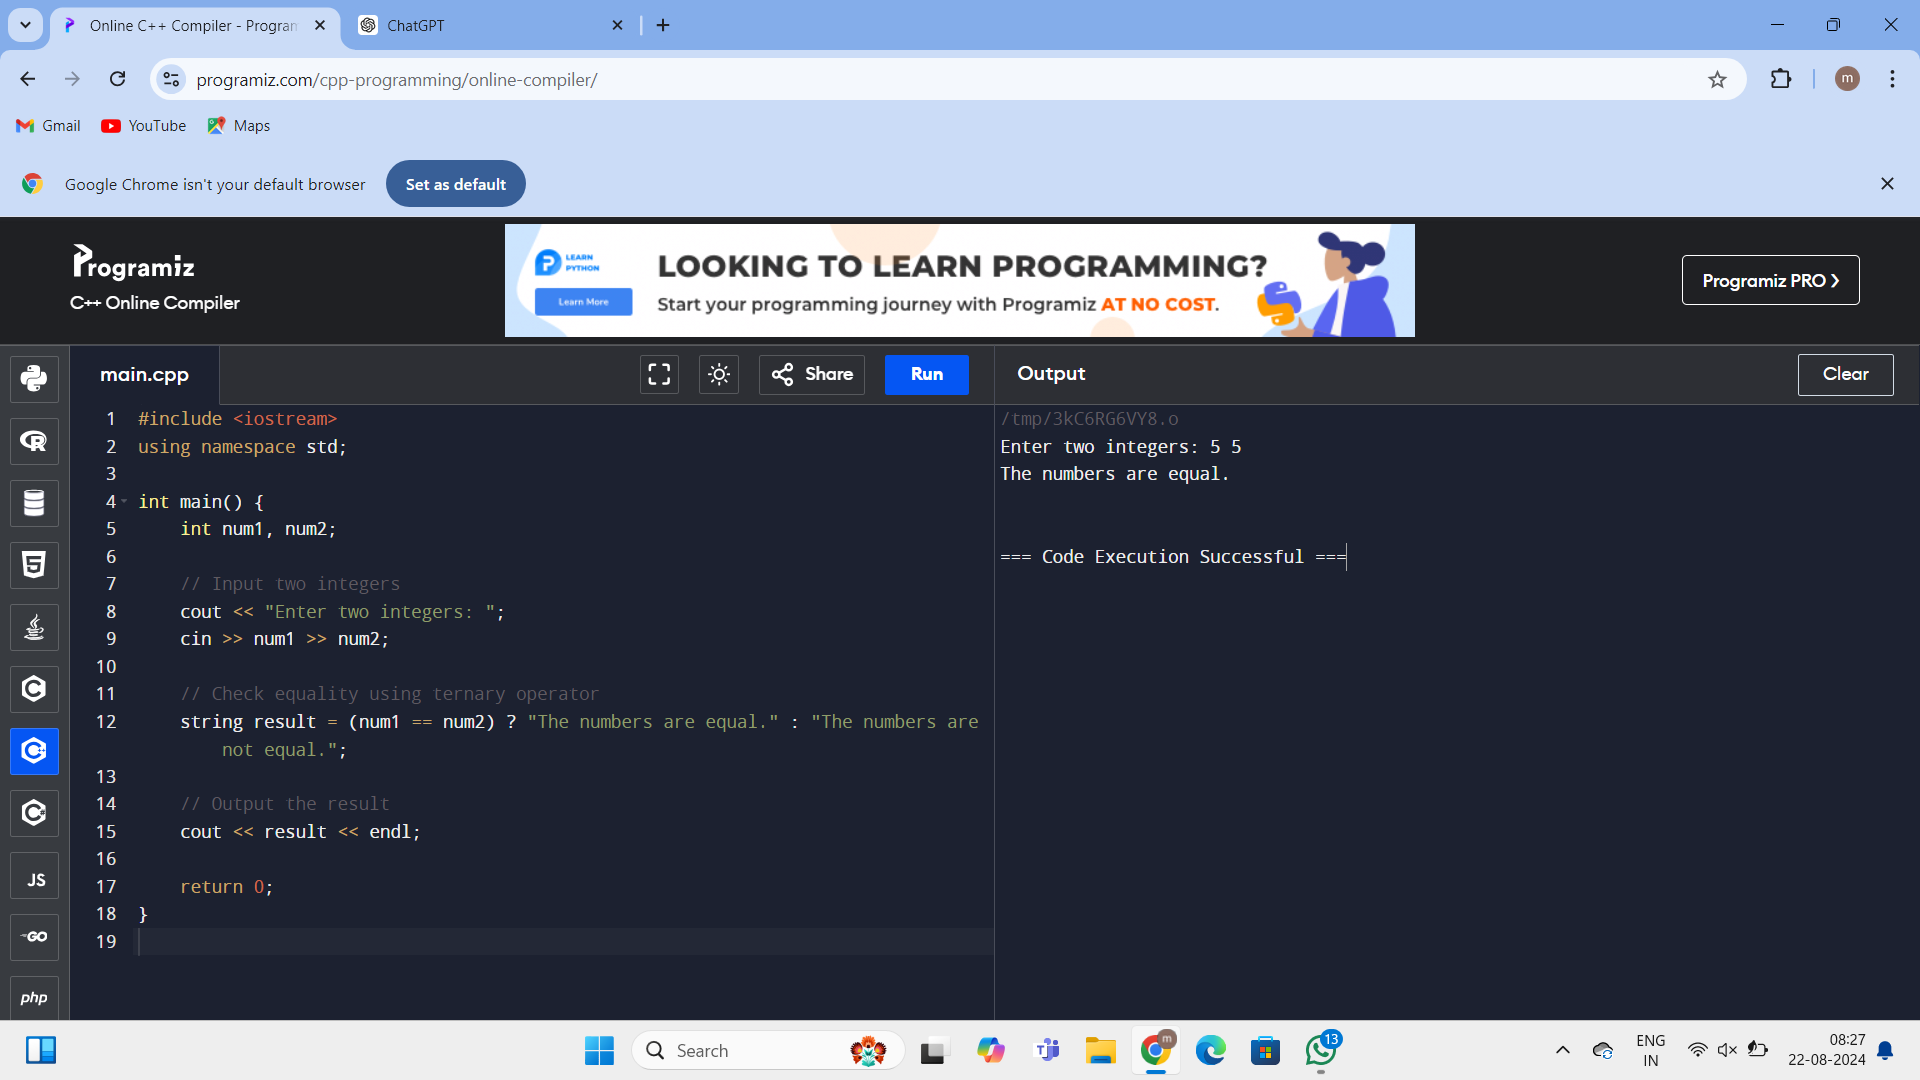 Online C++ Compiler - Program
ChatGPT
programiz.com/cpp-programming/online-compiler/
m
Gmail
YouTube
Maps
Google Chrome isn't your default browser
Set as default
Programiz
C++ Online Compiler
LEARN
PYTHON
Learn More
LOOKING TO LEARN PROGRAMMING?
Start your programming journey with Programiz AT NO COST.
Programiz PRO ❯
main.cpp
Share
Run
Output
Clear
1 #include <iostream>
2 using namespace std;
3
4 int main() {
5     int num1, num2;
6
7     // Input two integers
8     cout << "Enter two integers: ";
9     cin >> num1 >> num2;
10
11     // Check equality using ternary operator
12     string result = (num1 == num2) ? "The numbers are equal." : "The numbers are
not equal.";
13
14     // Output the result
15     cout << result << endl;
16
17     return 0;
18 }
19
/tmp/3kC6RG6VY8.o
Enter two integers: 5 5
The numbers are equal.
=== Code Execution Successful ===
R
5
C
C
C
JS
GO
php
Search
m
13
ENG
IN
08:27
22-08-2024